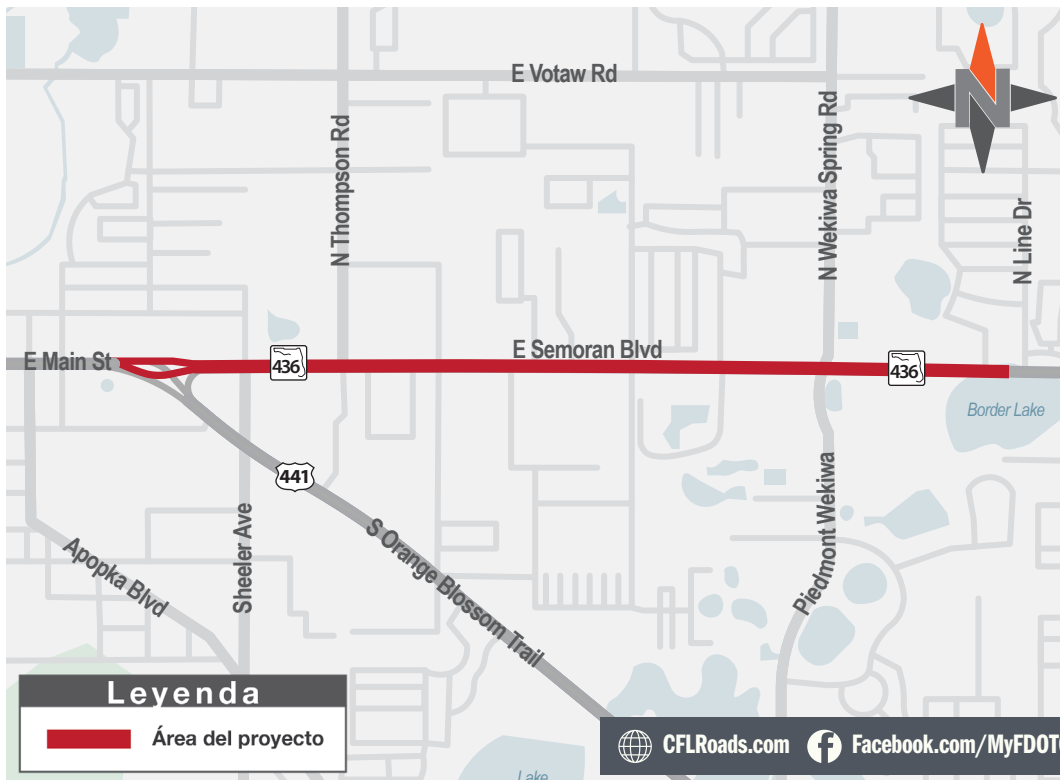 E Votaw Rd
N
N Thompson Rd
N Wekiwa Spring Rd
N Line Dr
E Main St
436
E Semoran Blvd
436
Border Lake
441
S Orange Blossom Trail
Sheeler Ave
Apopka Blvd
Piedmont Wekiwa
Leyenda
Área del proyecto
CFLRoads.com
Lake